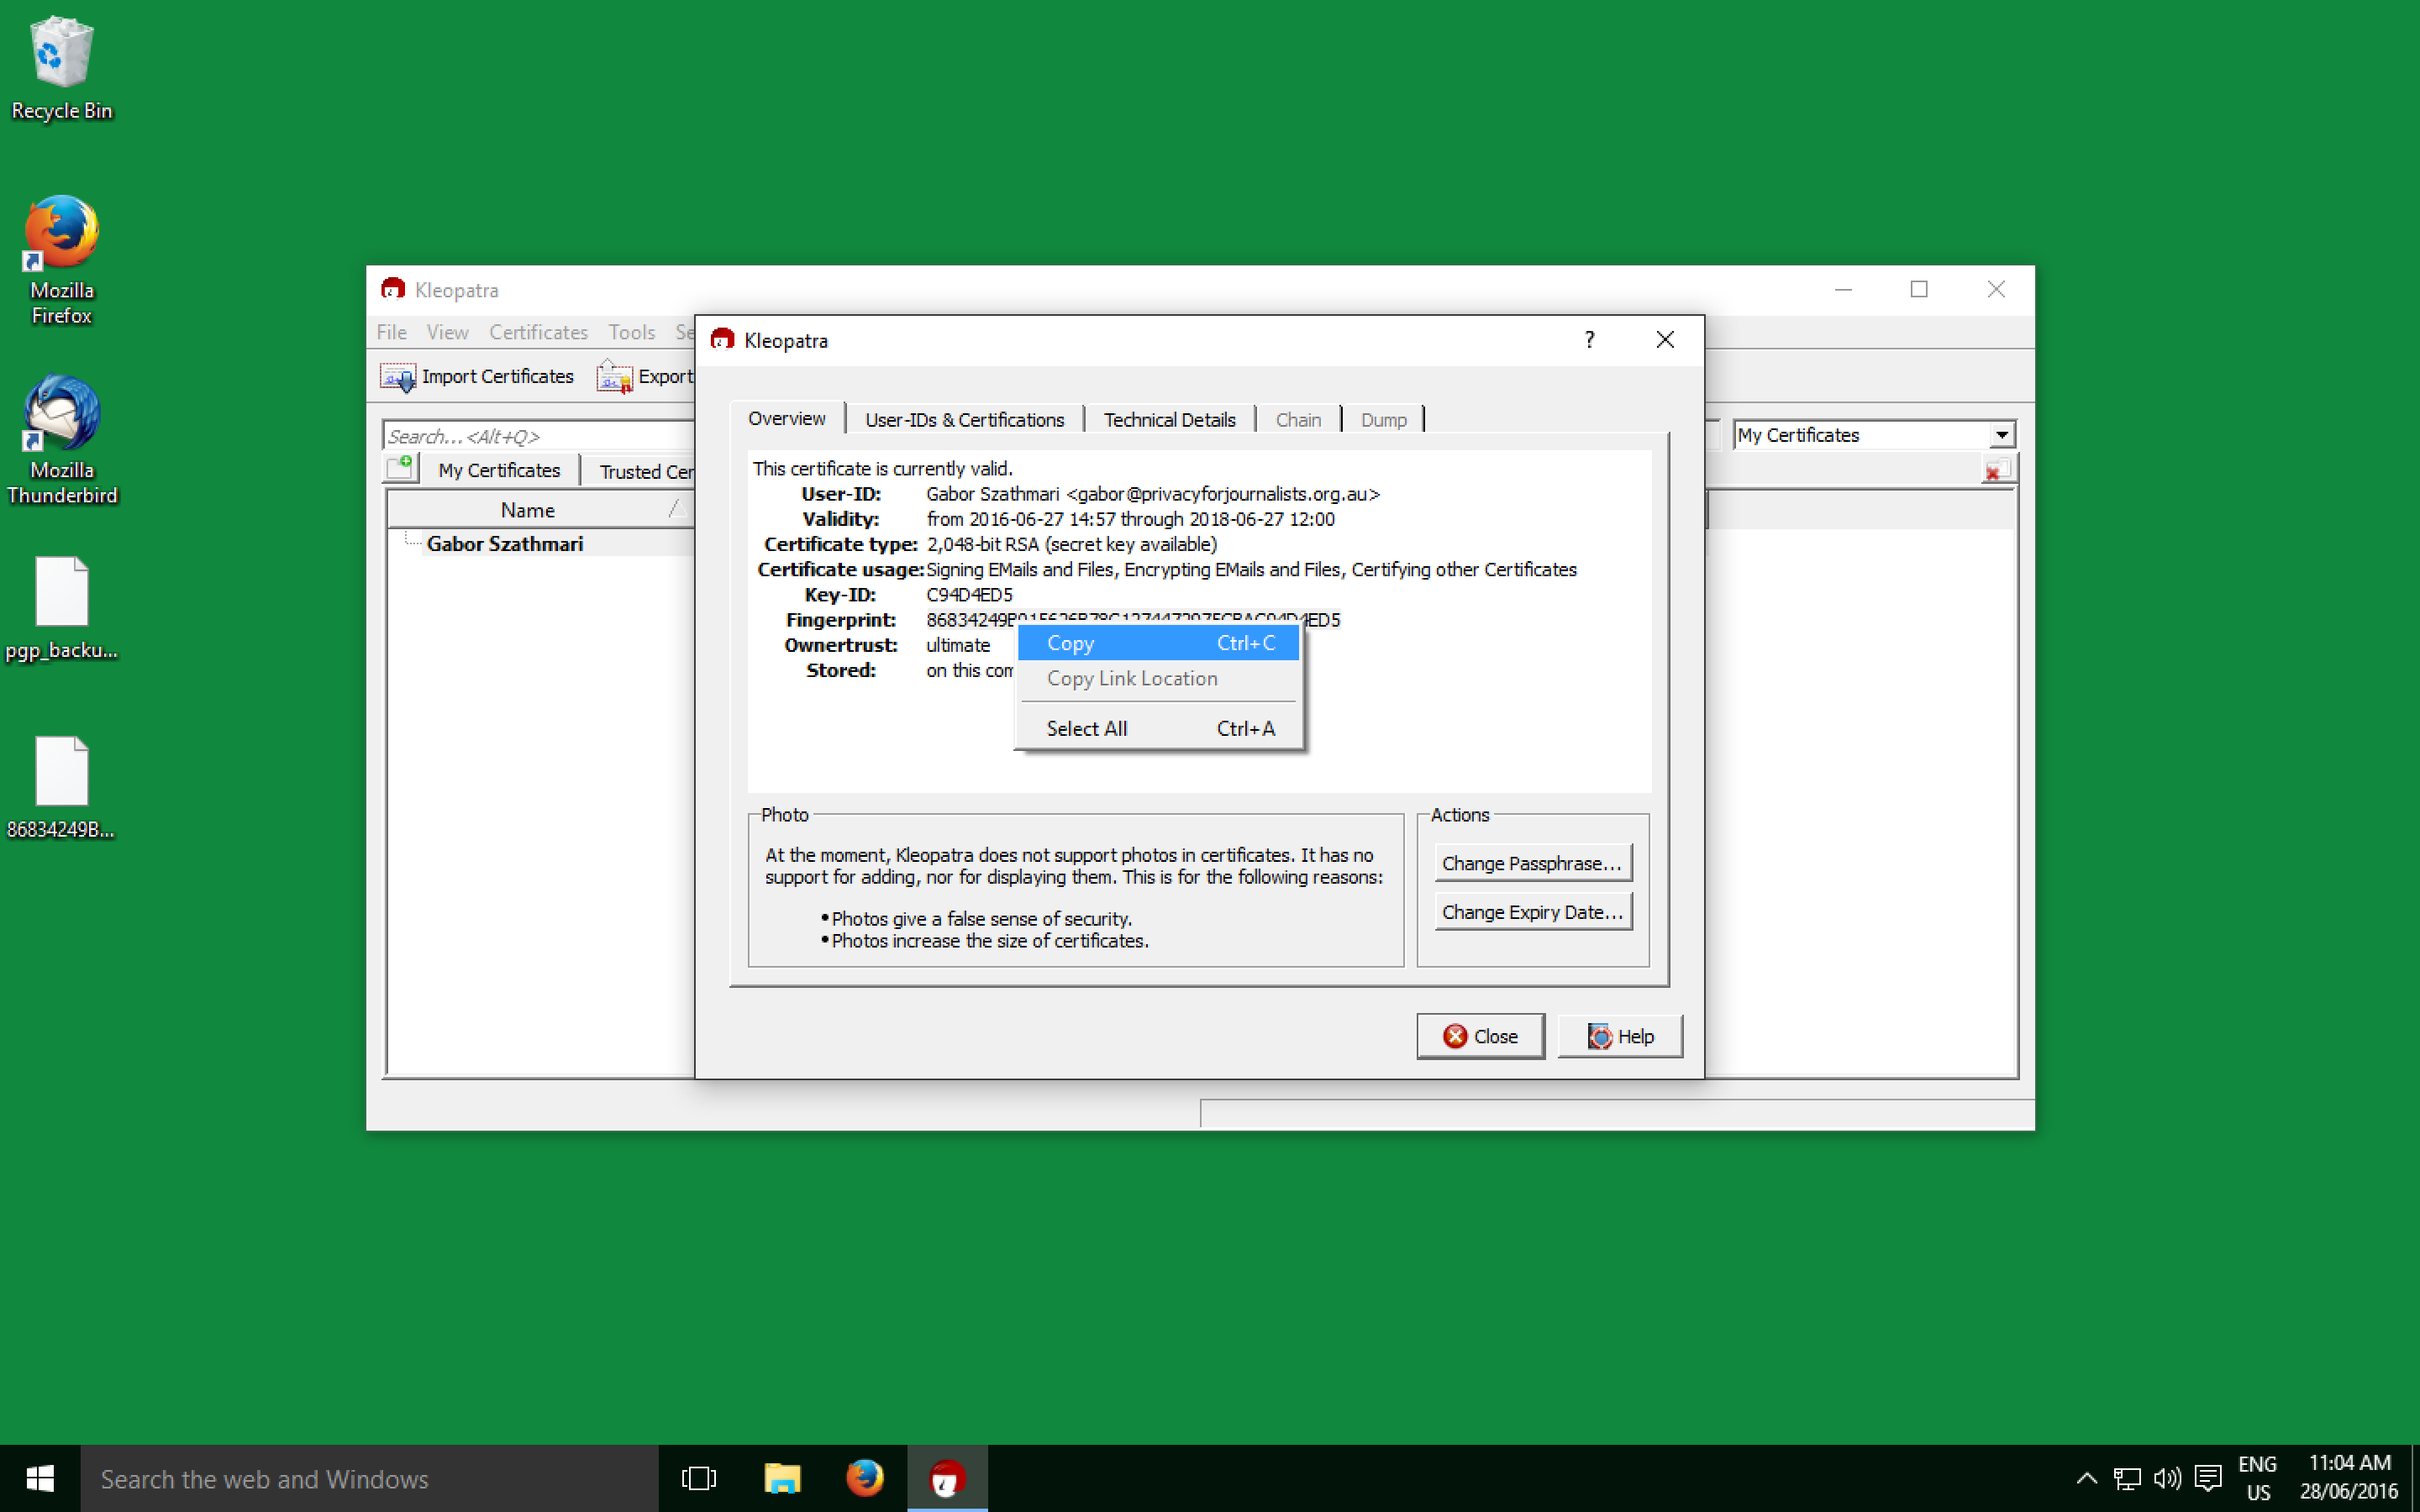 Recycle Bin
Mozilla
Firefox
Mozilla
Thunderbird
pgp_backu...
86834249B...
Kleopatra
File View Certificates Tools Se
Import Certificates Export
Search...<Alt+Q>
My Certificates
My Certificates Trusted Cer
Name
Gabor Szathmari
Kleopatra
?
Overview User-IDs & Certifications Technical Details Chain Dump
This certificate is currently valid.
User-ID: Gabor Szathmari <gabor@privacyforjournalists.org.au>
Validity: from 2016-06-27 14:57 through 2018-06-27 12:00
Certificate type: 2,048-bit RSA (secret key available)
Certificate usage: Signing EMails and Files, Encrypting EMails and Files, Certifying other Certificates
Key-ID: C94D4ED5
Fingerprint:
Ownertrust: ultimate
Stored: on this com
Copy Ctrl+C
Copy Link Location
Select All Ctrl+A
Photo
At the moment, Kleopatra does not support photos in certificates. It has no
support for adding, nor for displaying them. This is for the following reasons:
•Photos give a false sense of security.
•Photos increase the size of certificates.
Actions
Change Passphrase...
Change Expiry Date...
Close Help
Search the web and Windows
ENG
US
11:04 AM
28/06/2016